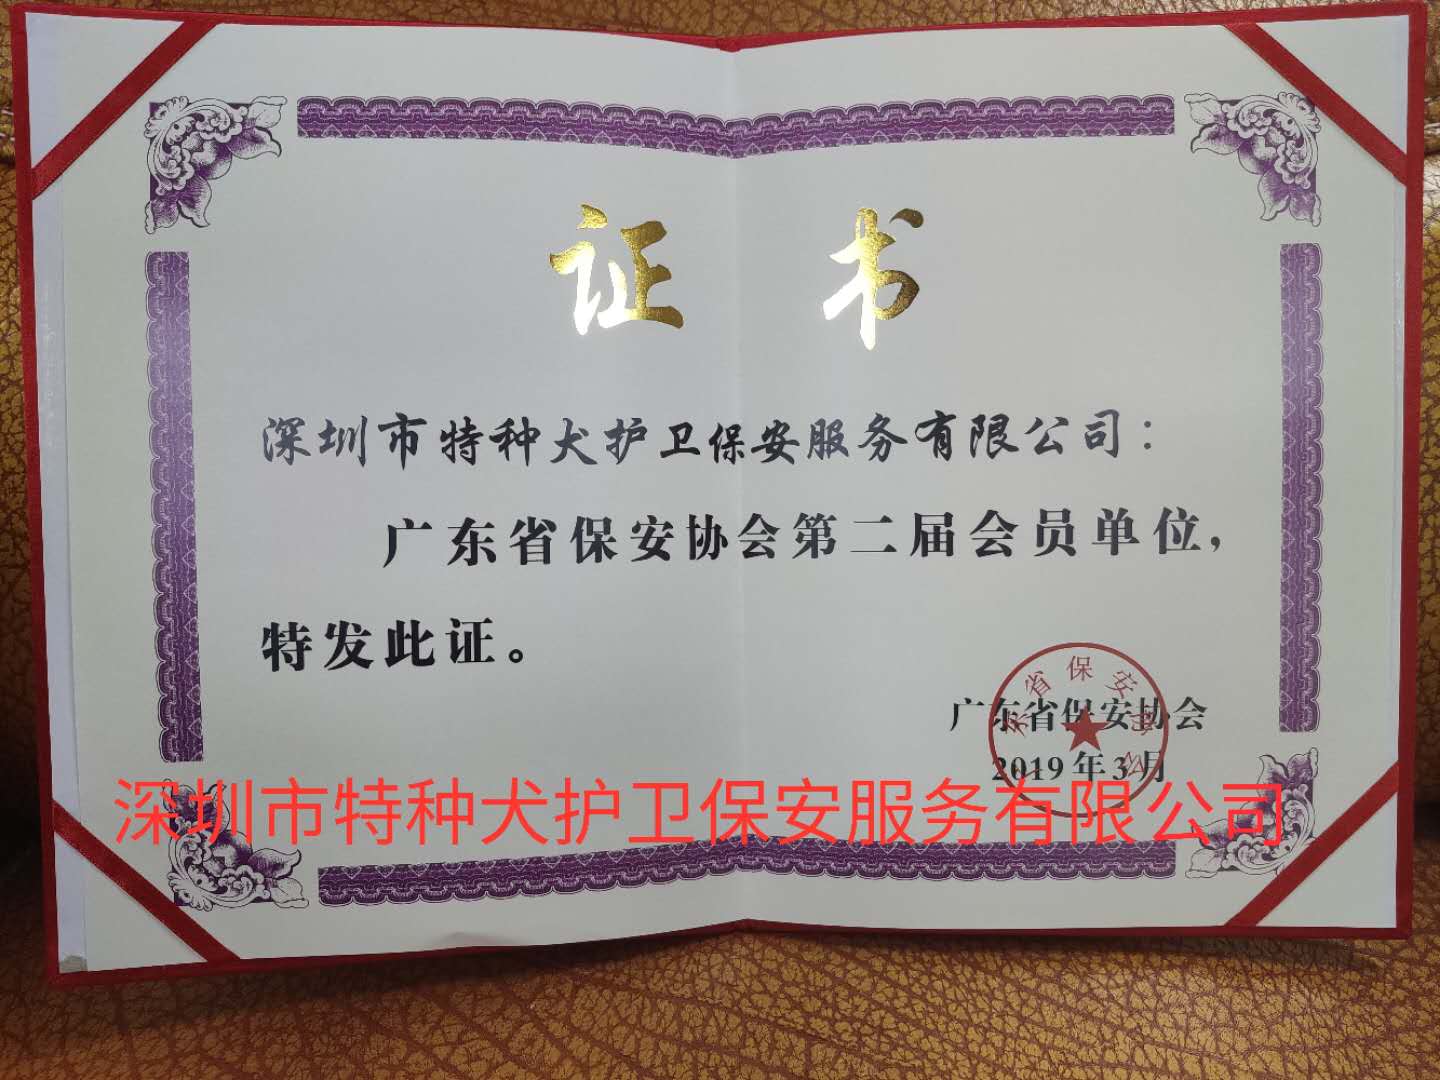 证书
深圳市特种犬护卫保安服务有限公司：
广东省保安协会第二届会员单位，
特发此证。
省保安
广东省保安协会
2019年3月
深圳市特种犬护卫保安服务有限公司